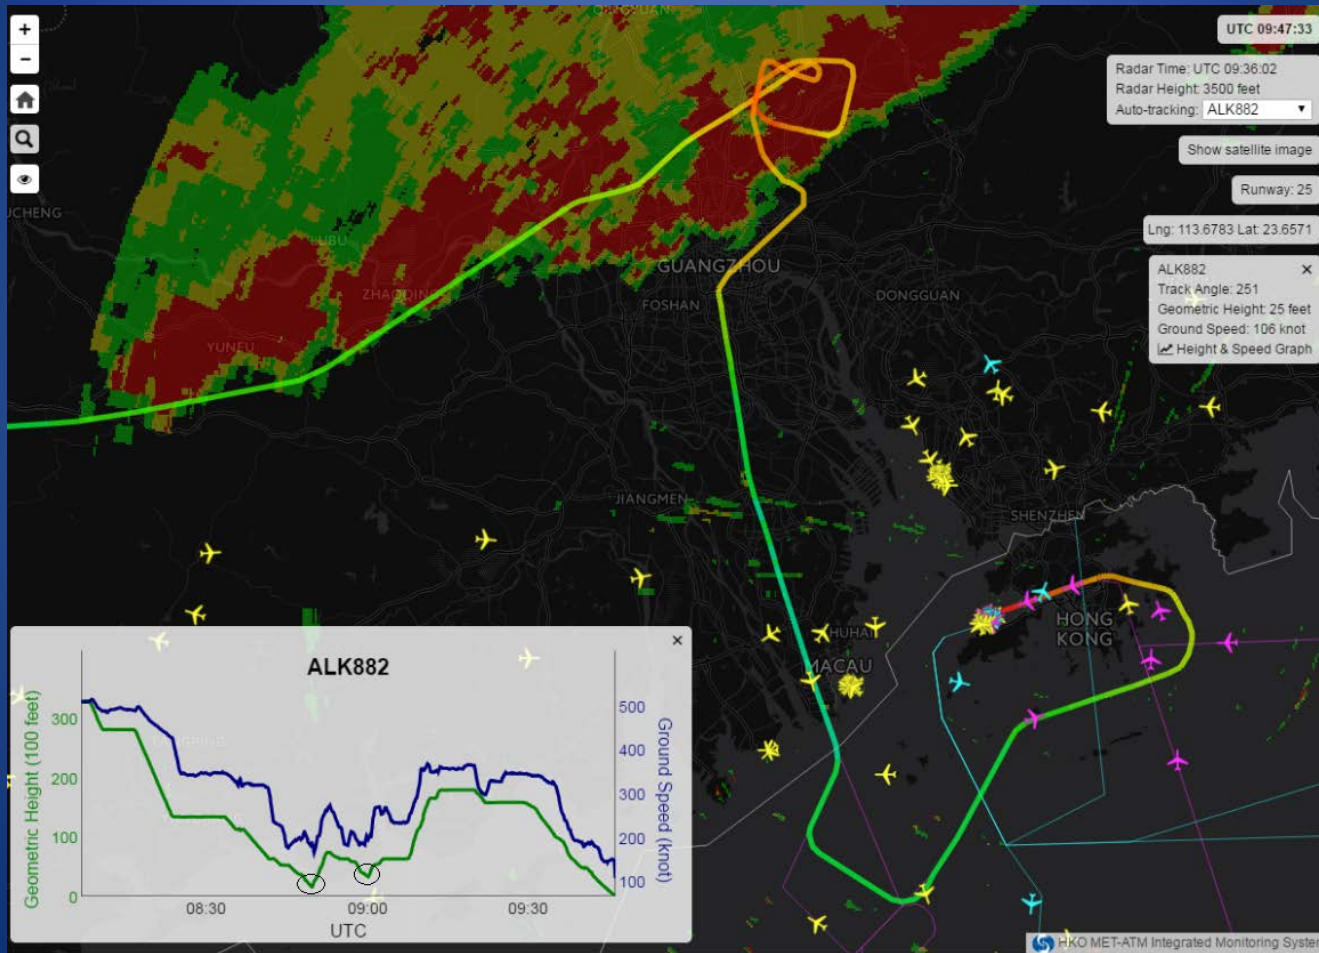 +
−
UTC 09:47:33
Radar Time: UTC 09:36:02
Radar Height: 3500 feet
Auto-tracking: ALK882
Show satellite image
Runway: 25
Lng: 113.6783 Lat: 23.6571
ALK882 ×
Track Angle: 251
Geometric Height: 25 feet
Ground Speed: 106 knot
Height & Speed Graph
UCHENG
LUBU
ZHAOQING
YUNFU
GUANGZHOU
FOSHAN
DONGGUAN
JIANGMEN
SHENZHEN
HONG
KONG
ZHUHAI
MACAU
×
ALK882
Geometric Height (100 feet)
300
200
100
0
500
400
300
200
100
Ground Speed (knot)
08:30 09:00 09:30
UTC
HKO MET-ATM Integrated Monitoring System